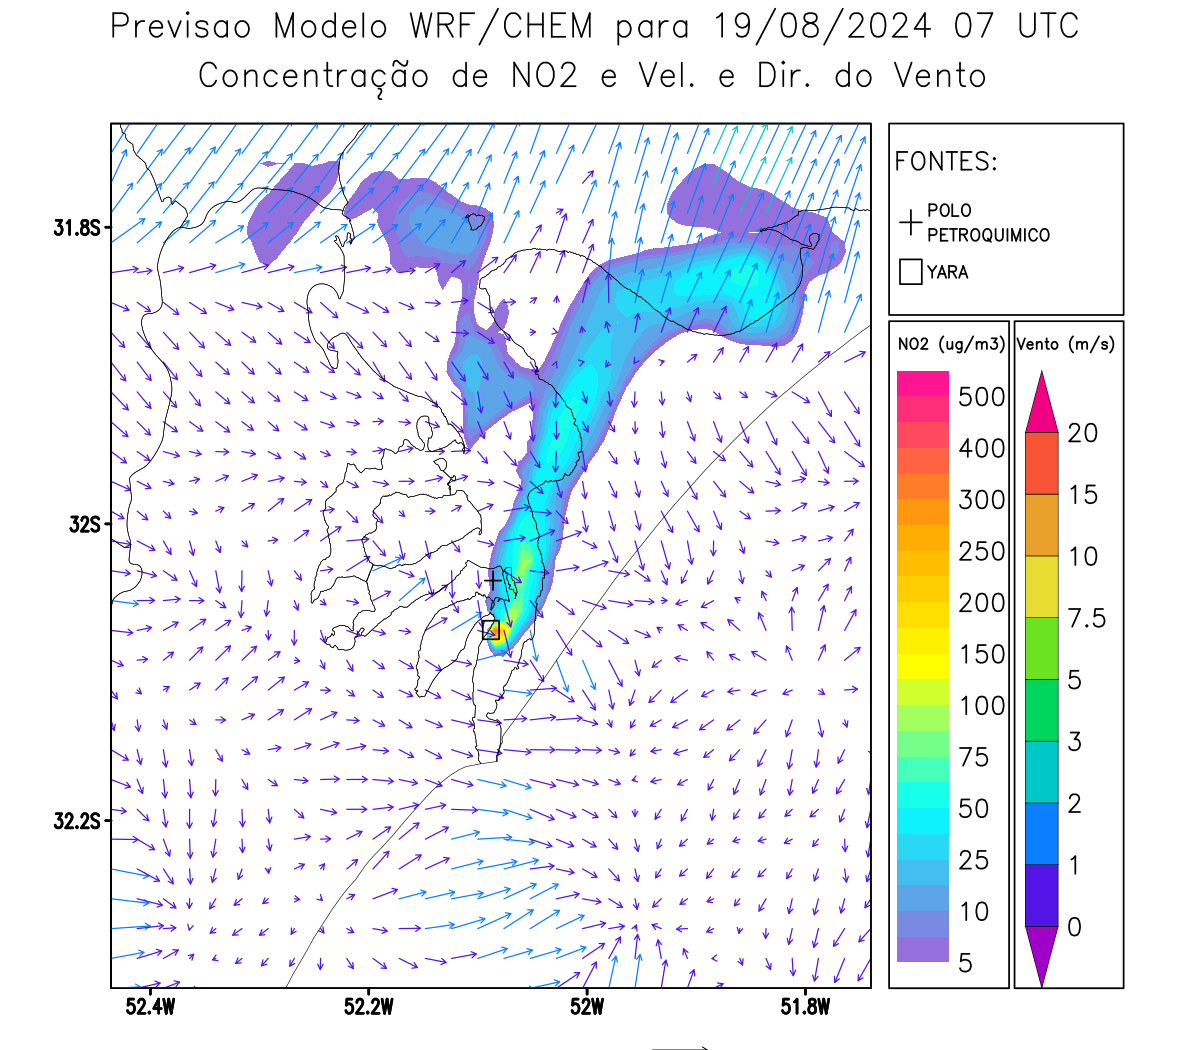 Previsao Modelo WRF/CHEM para 19/08/2024 07 UTC
Concentração de NO2 e Vel. e Dir. do Vento
FONTES:
POLO
PETROQUIMICO
YARA
31.8S
32S
32.2S
52.4W
52.2W
52W
51.8W
NO2 (ug/m3)
500
400
300
250
200
150
100
75
50
25
10
5
Vento (m/s)
20
15
10
7.5
5
3
2
1
0